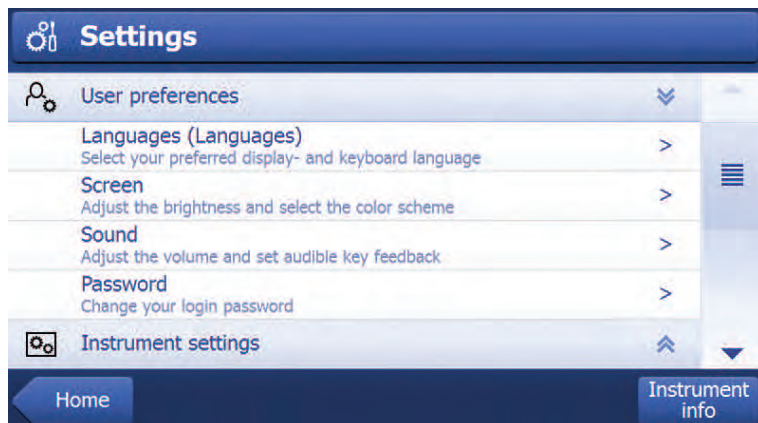 Settings
User preferences
Languages (Languages)
Select your preferred display- and keyboard language
>
Screen
Adjust the brightness and select the color scheme
>
Sound
Adjust the volume and set audible key feedback
>
Password
Change your login password
>
Instrument settings
Home
Instrument
info